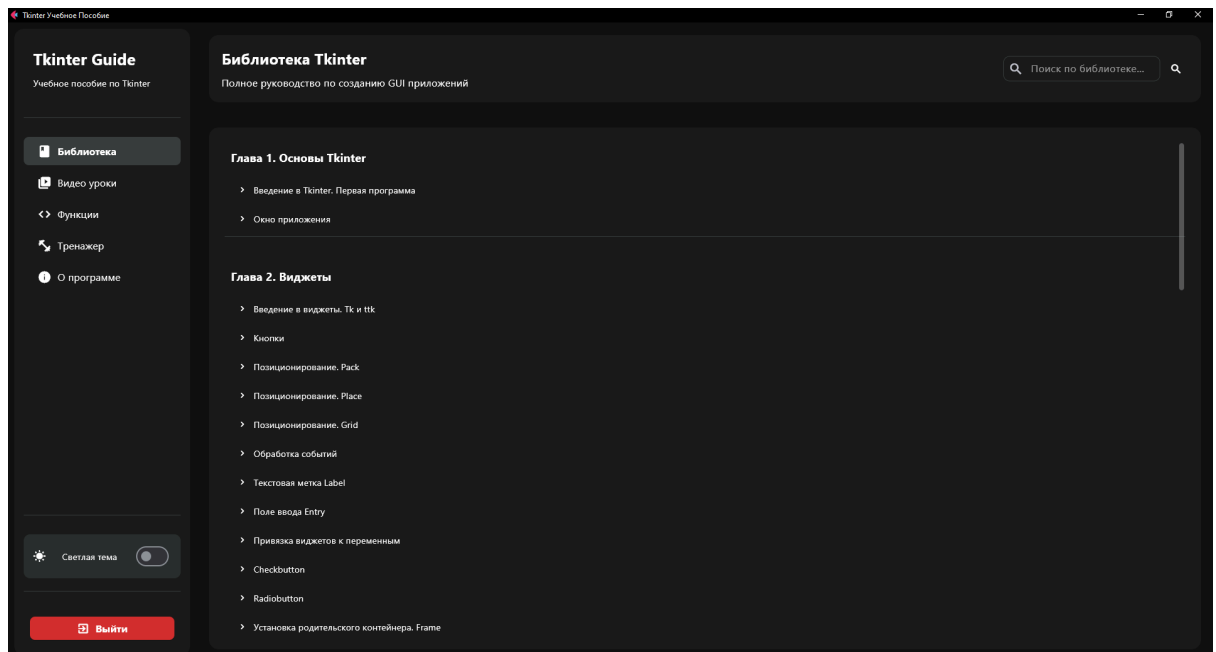 Tkinter Учебное Пособие
Tkinter Guide
Учебное пособие по Tkinter
Библиотека
Видео уроки
Функции
Тренажер
О программе
Светлая тема
Выйти
Библиотека Tkinter
Полное руководство по созданию GUI приложений
Поиск по библиотеке...
Глава 1. Основы Tkinter
Введение в Tkinter. Первая программа
Окно приложения
Глава 2. Виджеты
Введение в виджеты. Tk и ttk
Кнопки
Позиционирование. Pack
Позиционирование. Place
Позиционирование. Grid
Обработка событий
Текстовая метка Label
Поле ввода Entry
Привязка виджетов к переменным
Checkbutton
Radiobutton
Установка родительского контейнера. Frame